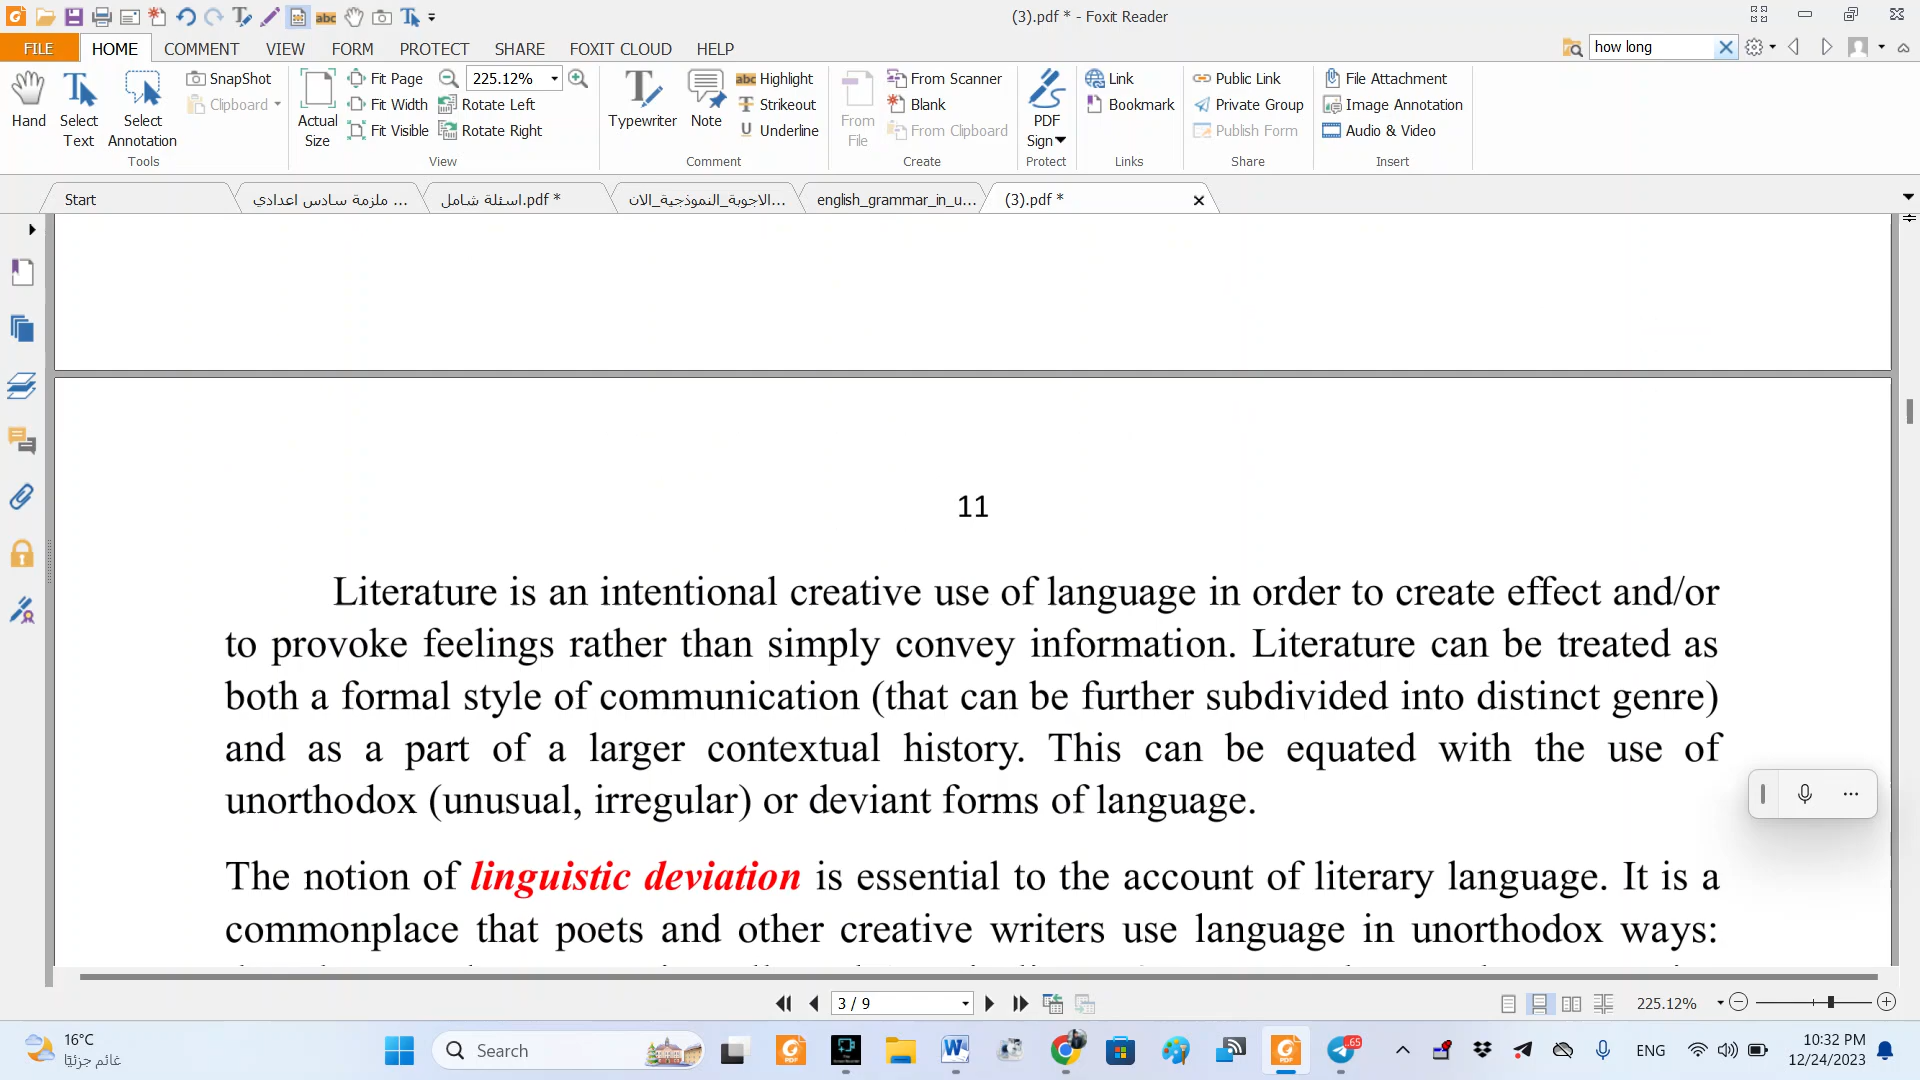 (3).pdf * - Foxit Reader
FILE HOME COMMENT VIEW FORM PROTECT SHARE FOXIT CLOUD HELP
how long
Hand
Select Text
Select Annotation
SnapShot
Clipboard
Tools
Actual Size
Fit Page
Fit Width
Fit Visible
225.12%
Rotate Left
Rotate Right
View
Typewriter
Note
Highlight
Strikeout
Underline
Comment
From File
From Scanner
Blank
From Clipboard
Create
PDF Sign
Protect
Link
Bookmark
Links
Public Link
Private Group
Publish Form
Share
File Attachment
Image Annotation
Audio & Video
Insert
Start
ملزمة سادس اعدادي ...
اسئلة شامل.pdf *
الاجوبة_النموذجية_الان...
english_grammar_in_u...
(3).pdf *
11
Literature is an intentional creative use of language in order to create effect and/or
to provoke feelings rather than simply convey information. Literature can be treated as
both a formal style of communication (that can be further subdivided into distinct genre)
and as a part of a larger contextual history. This can be equated with the use of
unorthodox (unusual, irregular) or deviant forms of language.
The notion of linguistic deviation is essential to the account of literary language. It is a
commonplace that poets and other creative writers use language in unorthodox ways:
3 / 9
225.12%
16°C
غائم جزئيًا
Search
65
ENG
10:32 PM
12/24/2023